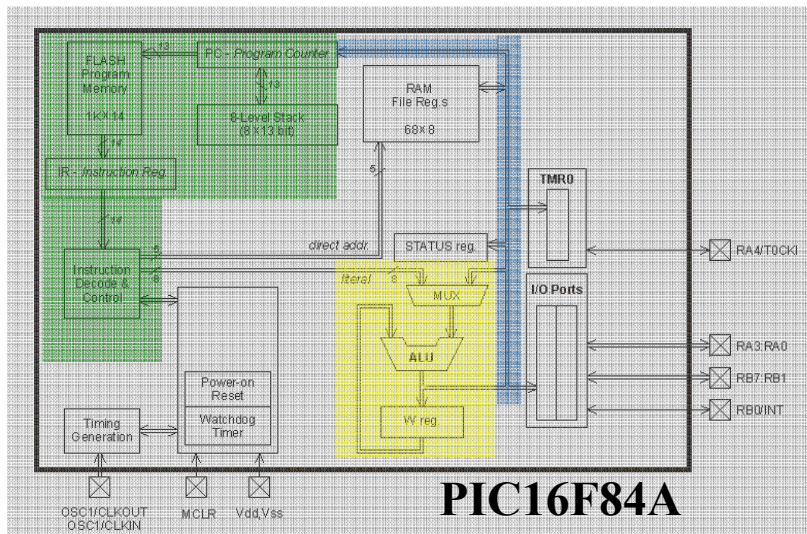 13
PC - Program Counter
FLASH
Program
Memory
1K×14
13
8-Level Stack
(8×13 bit)
RAM
File Reg.s
68×8
14
IR - Instruction Reg
5
TMR0
14
direct addr.
STATUS reg.
RA4/T0CKI
5
Instruction
Decode &
Control
8
literal
8
MUX
I/O Ports
RA3:RA0
ALU
Power-on
Reset
RB7:RB1
Watchdog
Timer
W reg.
RB0/INT
Timing
Generation
OSC1/CLKOUT
OSC1/CLKIN
MCLR
Vdd,Vss
PIC16F84A